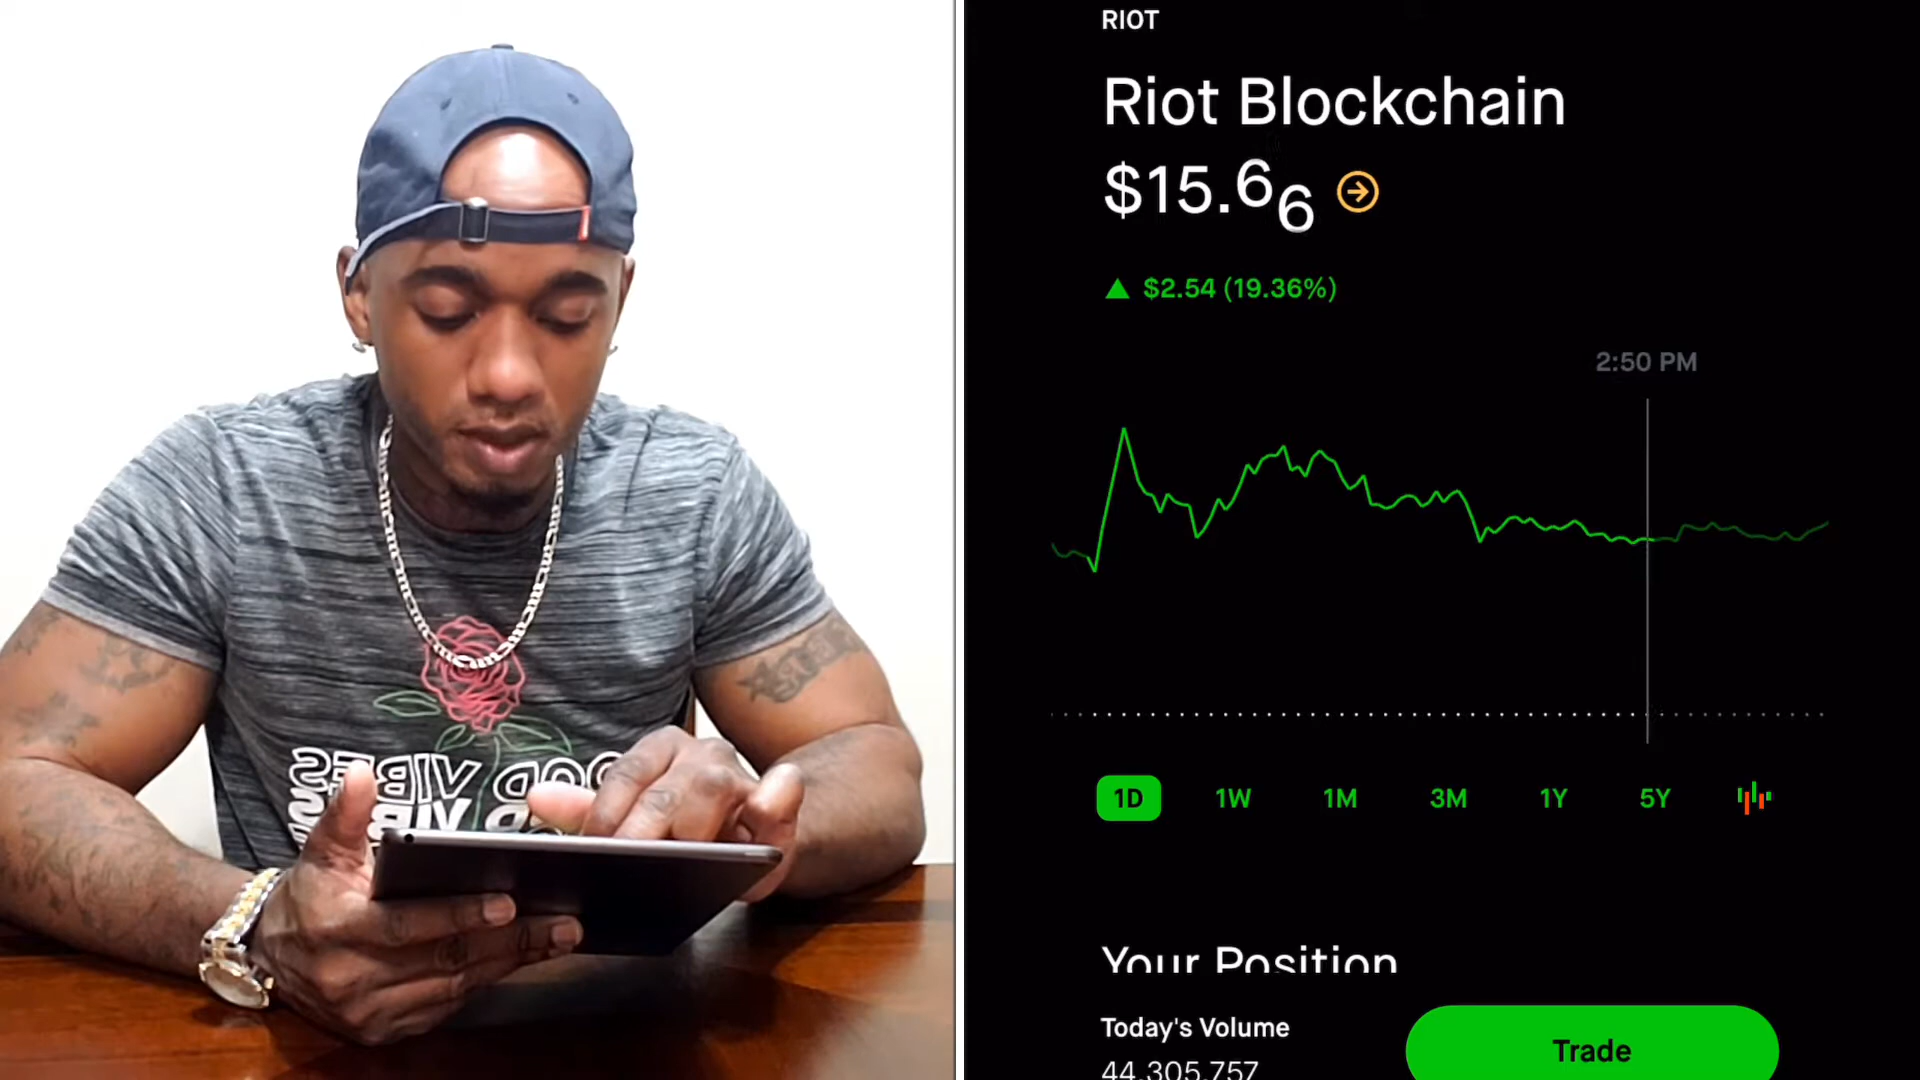 RIOT
Riot Blockchain
$15.66
$2.54 (19.36%)
2:50 PM
1D 1W 1M 3M 1Y 5Y
Your Position
Today's Volume
44,305,757
Trade